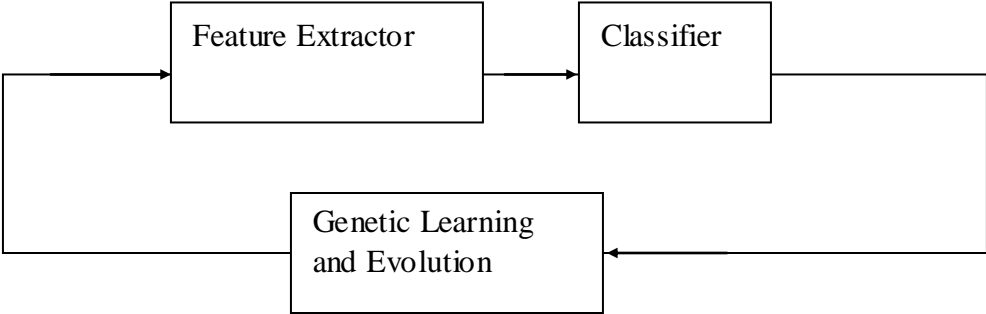 Feature Extractor
Classifier
Genetic Learning
and Evolution